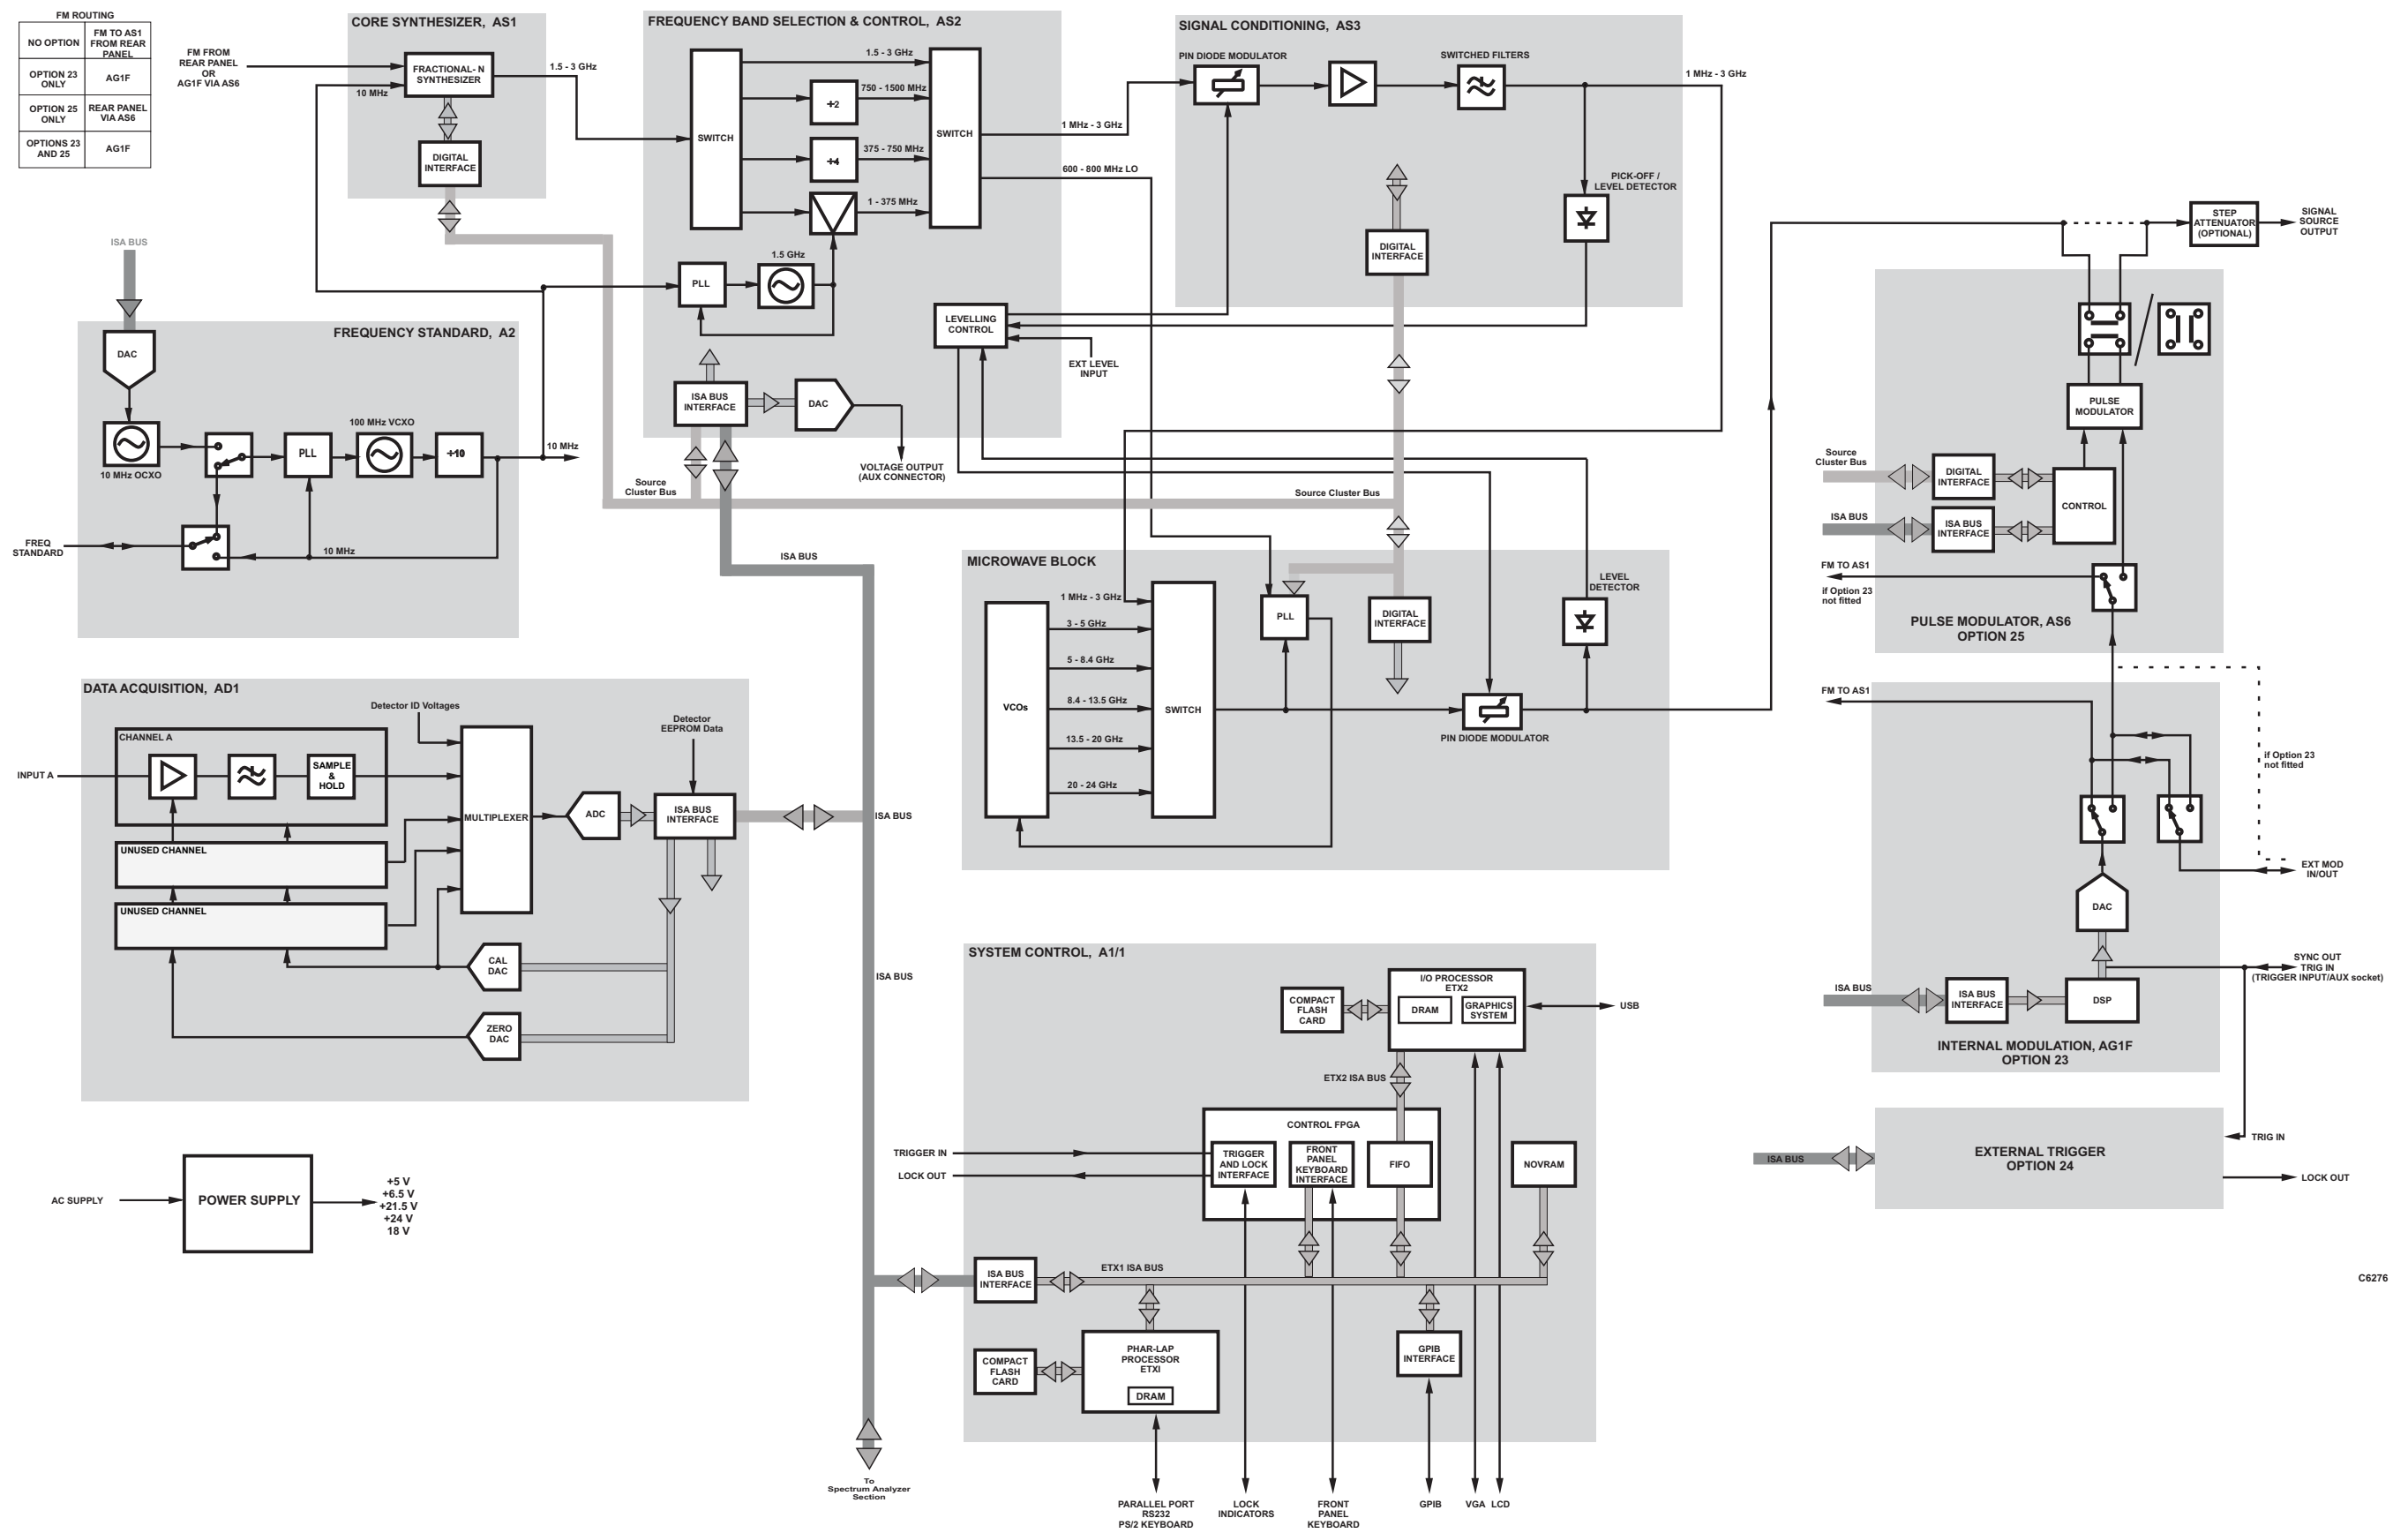 FM ROUTING
NO OPTION
FM TO AS1
FROM REAR
PANEL
OPTION 23
ONLY
AG1F
OPTION 25
ONLY
REAR PANEL
VIA AS6
OPTIONS 23
AND 25
AG1F
FM FROM
REAR PANEL
OR
AG1F VIA AS6
CORE SYNTHESIZER, AS1
FRACTIONAL- N
SYNTHESIZER
10 MHz
1.5 - 3 GHz
DIGITAL
INTERFACE
FREQUENCY BAND SELECTION & CONTROL, AS2
SWITCH
1.5 - 3 GHz
÷2
750 - 1500 MHz
÷4
375 - 750 MHz
1 - 375 MHz
SWITCH
1.5 GHz
PLL
LEVELLING
CONTROL
ISA BUS
INTERFACE
DAC
1 MHz - 3 GHz
600 - 800 MHz LO
EXT LEVEL
INPUT
VOLTAGE OUTPUT
(AUX CONNECTOR)
SIGNAL CONDITIONING, AS3
PIN DIODE MODULATOR
SWITCHED FILTERS
1 MHz - 3 GHz
PICK-OFF /
LEVEL DETECTOR
DIGITAL
INTERFACE
STEP
ATTENUATOR
(OPTIONAL)
SIGNAL
SOURCE
OUTPUT
ISA BUS
FREQUENCY STANDARD, A2
DAC
10 MHz OCXO
PLL
100 MHz VCXO
÷10
10 MHz
FREQ
STANDARD
10 MHz
Source
Cluster Bus
Source Cluster Bus
ISA BUS
MICROWAVE BLOCK
VCOs
1 MHz - 3 GHz
3 - 5 GHz
5 - 8.4 GHz
8.4 - 13.5 GHz
13.5 - 20 GHz
20 - 24 GHz
SWITCH
PLL
DIGITAL
INTERFACE
LEVEL
DETECTOR
PIN DIODE MODULATOR
PULSE
MODULATOR
Source
Cluster Bus
DIGITAL
INTERFACE
ISA BUS
ISA BUS
INTERFACE
CONTROL
FM TO AS1
if Option 23
not fitted
PULSE MODULATOR, AS6
OPTION 25
DATA ACQUISITION, AD1
Detector ID Voltages
CHANNEL A
INPUT A
SAMPLE
&
HOLD
UNUSED CHANNEL
UNUSED CHANNEL
MULTIPLEXER
ADC
Detector
EEPROM Data
ISA BUS
INTERFACE
CAL
DAC
ZERO
DAC
ISA BUS
ISA BUS
FM TO AS1
if Option 23
not fitted
EXT MOD
IN/OUT
DAC
SYNC OUT
TRIG IN
(TRIGGER INPUT/AUX socket)
ISA BUS
ISA BUS
INTERFACE
DSP
INTERNAL MODULATION, AG1F
OPTION 23
SYSTEM CONTROL, A1/1
COMPACT
FLASH
CARD
I/O PROCESSOR
ETX2
DRAM
GRAPHICS
SYSTEM
USB
ETX2 ISA BUS
CONTROL FPGA
TRIGGER IN
LOCK OUT
TRIGGER
AND LOCK
INTERFACE
FRONT
PANEL
KEYBOARD
INTERFACE
FIFO
NOVRAM
ISA BUS
INTERFACE
ETX1 ISA BUS
COMPACT
FLASH
CARD
PHAR-LAP
PROCESSOR
ETXI
DRAM
GPIB
INTERFACE
PARALLEL PORT
RS232
PS/2 KEYBOARD
LOCK
INDICATORS
FRONT
PANEL
KEYBOARD
GPIB
VGA
LCD
TRIG IN
ISA BUS
EXTERNAL TRIGGER
OPTION 24
LOCK OUT
AC SUPPLY
POWER SUPPLY
+5 V
+6.5 V
+21.5 V
+24 V
18 V
To
Spectrum Analyzer
Section
C6276